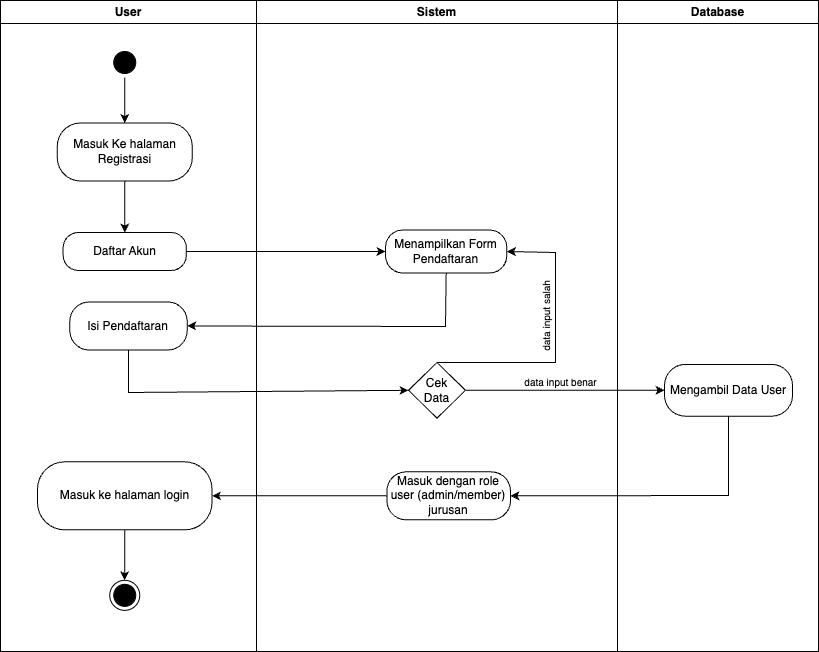 User
Sistem
Database
Masuk Ke halaman
Registrasi
Daftar Akun
Menampilkan Form
Pendaftaran
Isi Pendaftaran
data input salah
Cek
Data
data input benar
Mengambil Data User
Masuk dengan role
user (admin/member)
jurusan
Masuk ke halaman login